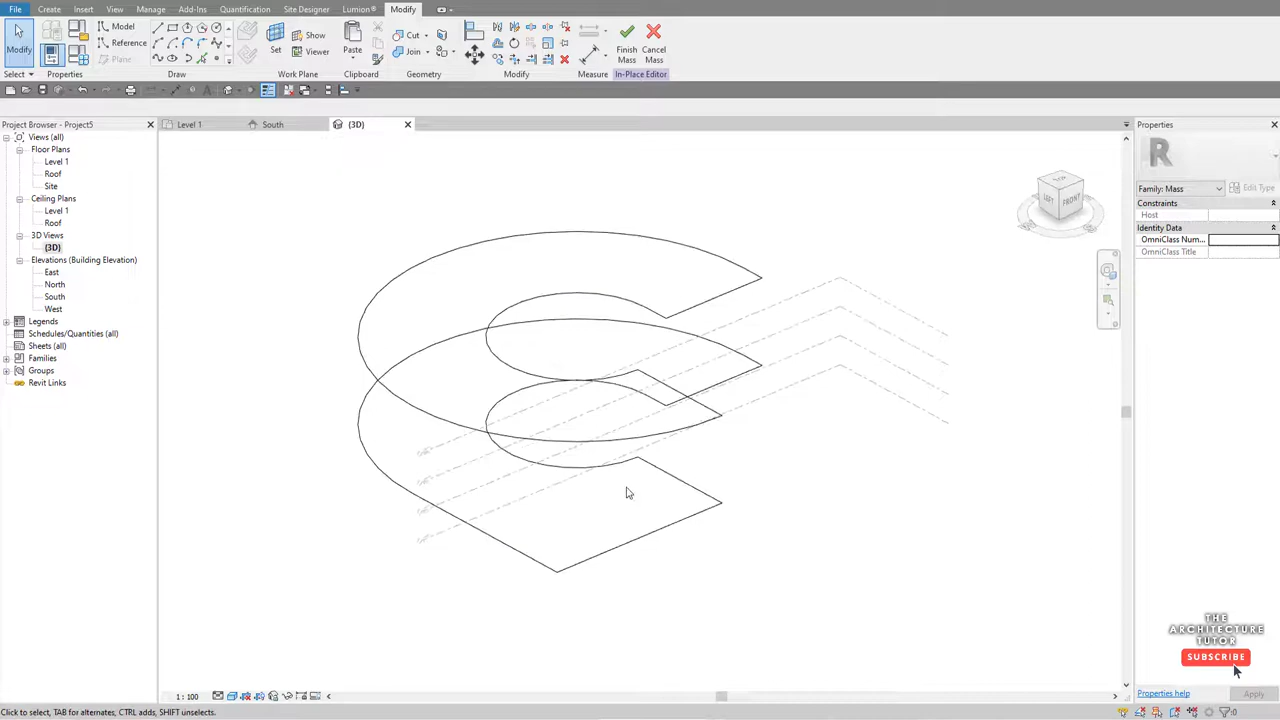 File Create Insert View Manage Add-Ins Quantification Site Designer Lumion® Modify
Modify
Select
Properties
Model
Reference
Plane
Draw
Set
Show
Viewer
Work Plane
Paste
Clipboard
Cut
Join
Geometry
Modify
Measure
Finish Mass
Cancel Mass
In-Place Editor
Project Browser - Project5
Views (all)
Floor Plans
Level 1
Roof
Site
Ceiling Plans
Level 1
Roof
3D Views
{3D}
Elevations (Building Elevation)
East
North
South
West
Legends
Schedules/Quantities (all)
Sheets (all)
Families
Groups
Revit Links
Level 1
South
{3D}
TOP
LEFT
FRONT
Properties
R
Family: Mass
Edit Type
Constraints
Host
Identity Data
OmniClass Num...
OmniClass Title
THE
ARCHITECTURE
TUTOR
SUBSCRIBE
Properties help
Apply
1 : 100
Click to select, TAB for alternates, CTRL adds, SHIFT unselects.
:0